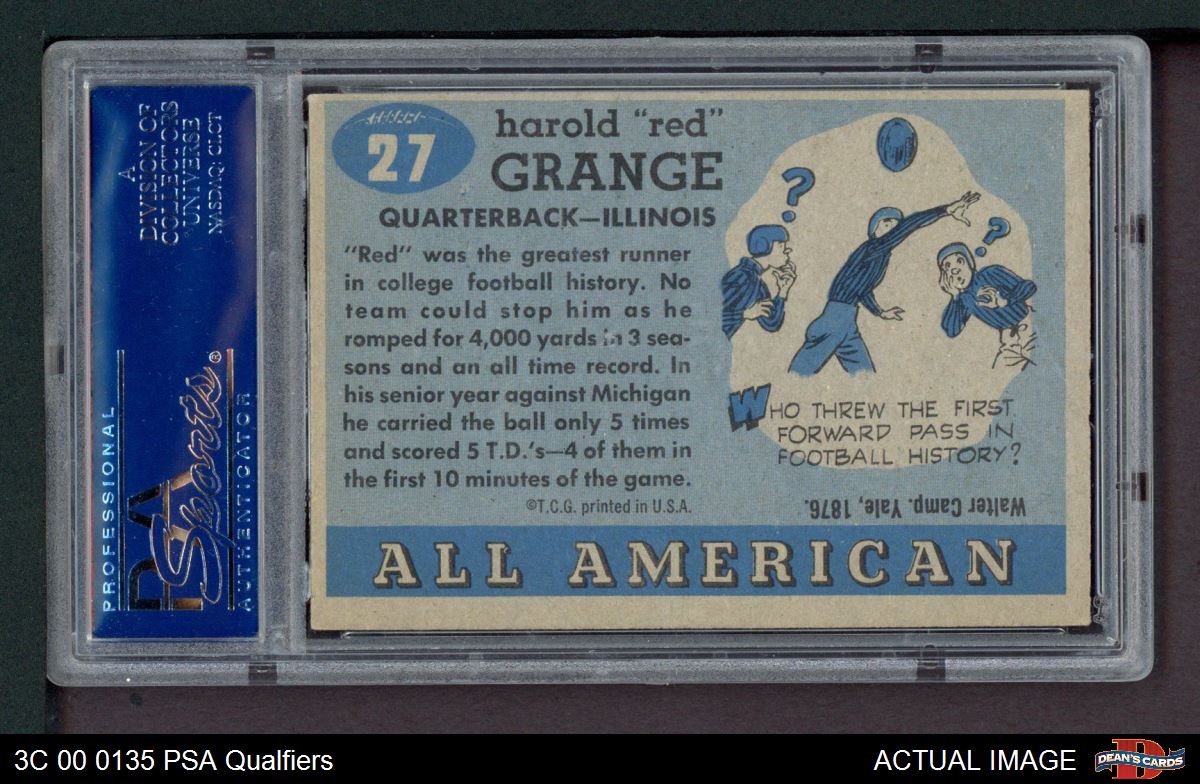 A
DIVISION OF
COLLECTORS
UNIVERSE
NASDAQ: CLCT
PROFESSIONAL
PSA
Sports®
AUTHENTICATOR
27
harold "red"
GRANGE
QUARTERBACK—ILLINOIS
"Red" was the greatest runner
in college football history. No
team could stop him as he
romped for 4,000 yards in 3 sea-
sons and an all time record. In
his senior year against Michigan
he carried the ball only 5 times
and scored 5 T.D.'s—4 of them in
the first 10 minutes of the game.
©T.C.G. printed in U.S.A.
?
?
WHO THREW THE FIRST
FORWARD PASS IN
FOOTBALL HISTORY?
Walter Camp. Yale, 1876.
ALL AMERICAN
3C 00 0135 PSA Qualfiers
ACTUAL IMAGE
D
DEAN'S CARDS